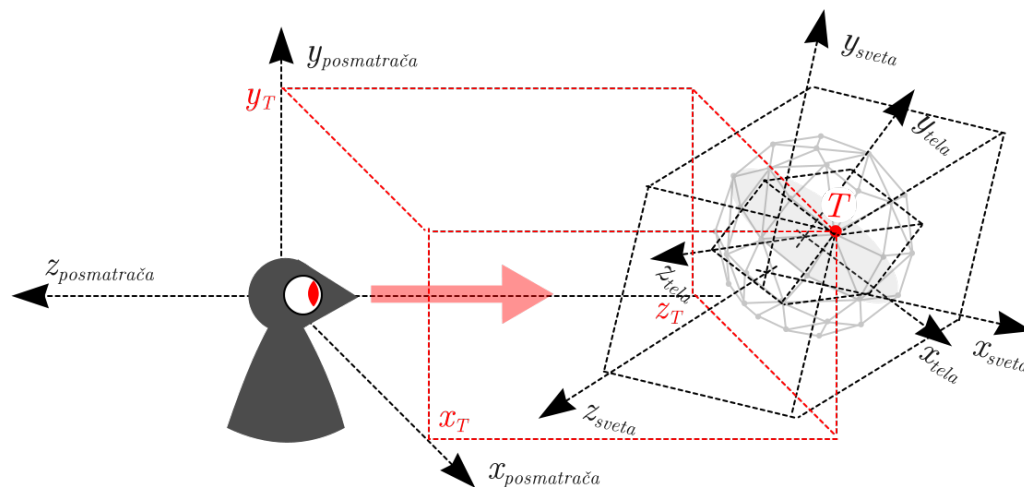 y_sveta
y_posmatrača
y_T
y_tela
T
z_posmatrača
z_tela
z_T
x_sveta
x_tela
z_sveta
x_T
x_posmatrača